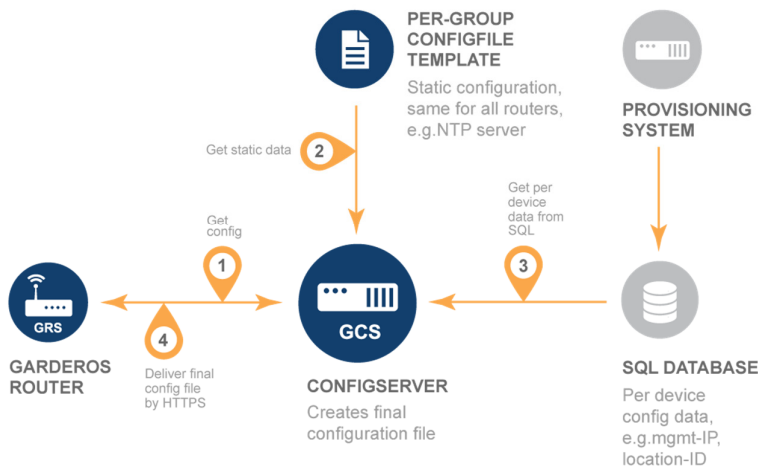 PER-GROUP
CONFIGFILE
TEMPLATE
Static configuration,
same for all routers,
e.g.NTP server
PROVISIONING
SYSTEM
Get static data
2
Get per
device
data from
SQL
3
Get
config
1
GRS
GARDEROS
ROUTER
4
Deliver final
config file
by HTTPS
GCS
CONFIGSERVER
Creates final
configuration file
SQL DATABASE
Per device
config data,
e.g.mgmt-IP,
location-ID